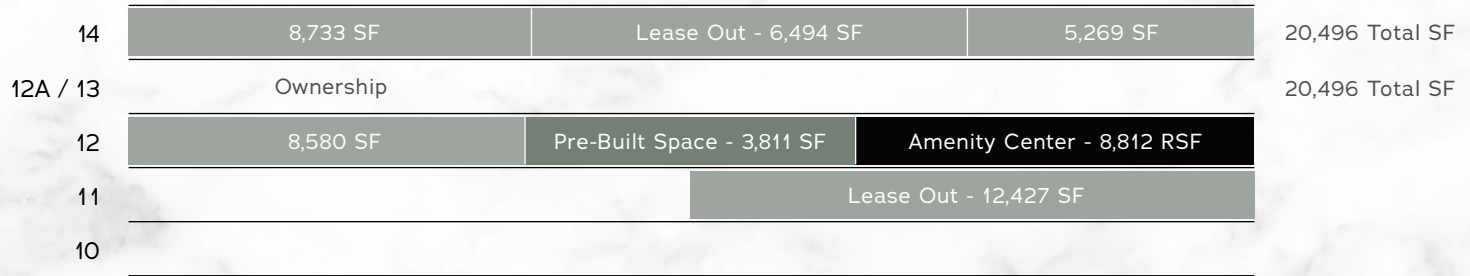 14 8,733 SF Lease Out - 6,494 SF 5,269 SF 20,496 Total SF
12A / 13 Ownership 20,496 Total SF
12 8,580 SF Pre-Built Space - 3,811 SF Amenity Center - 8,812 RSF
11 Lease Out - 12,427 SF
10